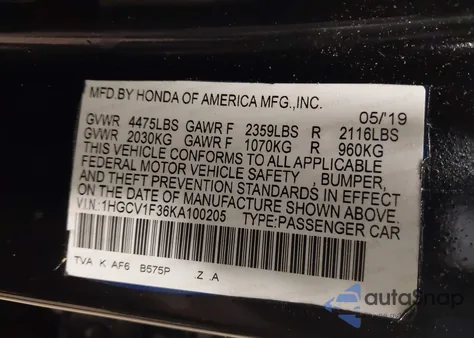 MFD.BY HONDA OF AMERICA MFG.,INC.
05/'19
GVWR 4475LBS GAWR F 2359LBS R 2116LBS
GVWR 2030KG GAWR F 1070KG R 960KG
THIS VEHICLE CONFORMS TO ALL APPLICABLE
FEDERAL MOTOR VEHICLE SAFETY , BUMPER,
AND THEFT PREVENTION STANDARDS IN EFFECT
ON THE DATE OF MANUFACTURE SHOWN ABOVE.
V.I.N.:1HGCV1F36KA100205 TYPE:PASSENGER CAR
TVA K AF6 B575P .Z .A
autosnap